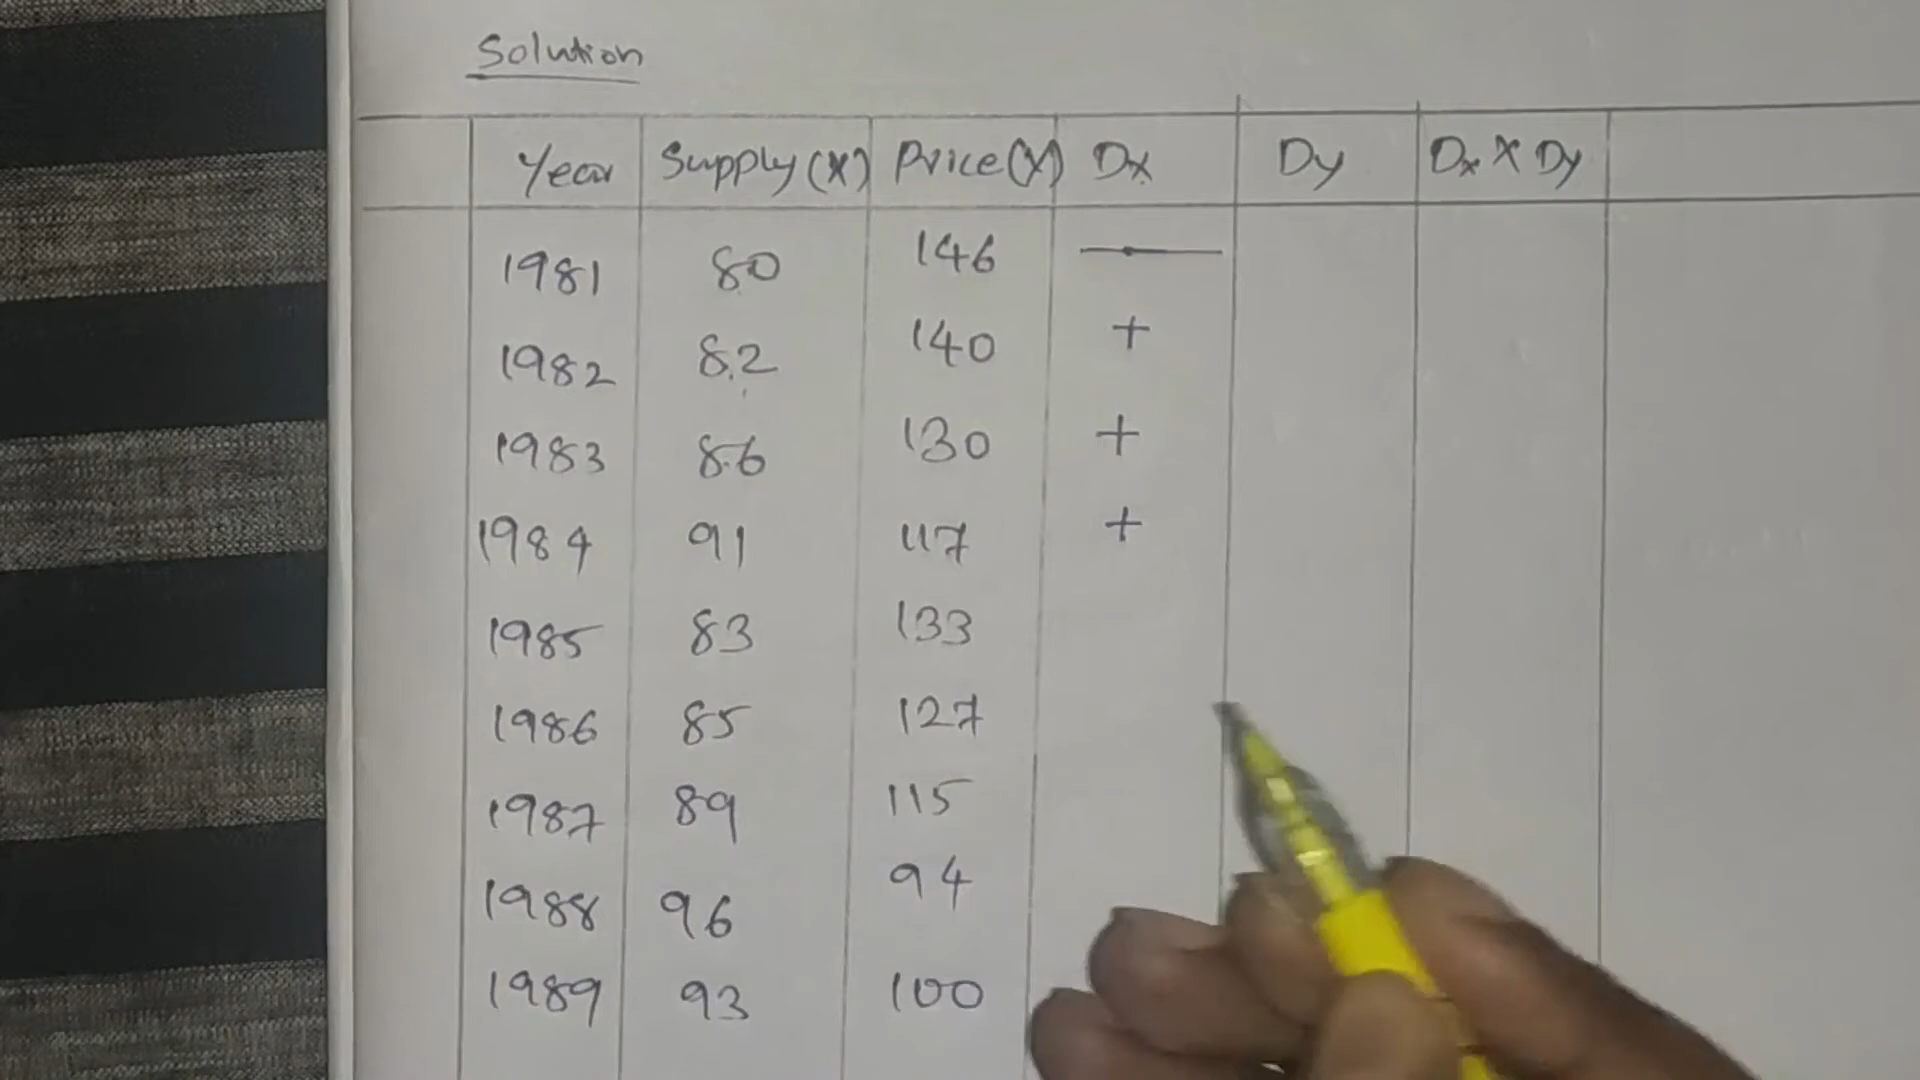 Solution
Year Supply (X) Price (Y) Dx Dy Dx X Dy
1981 80 146 —
1982 82 140 +
1983 86 130 +
1984 91 117 +
1985 83 133
1986 85 127
1987 89 115
1988 96 94
1989 93 100